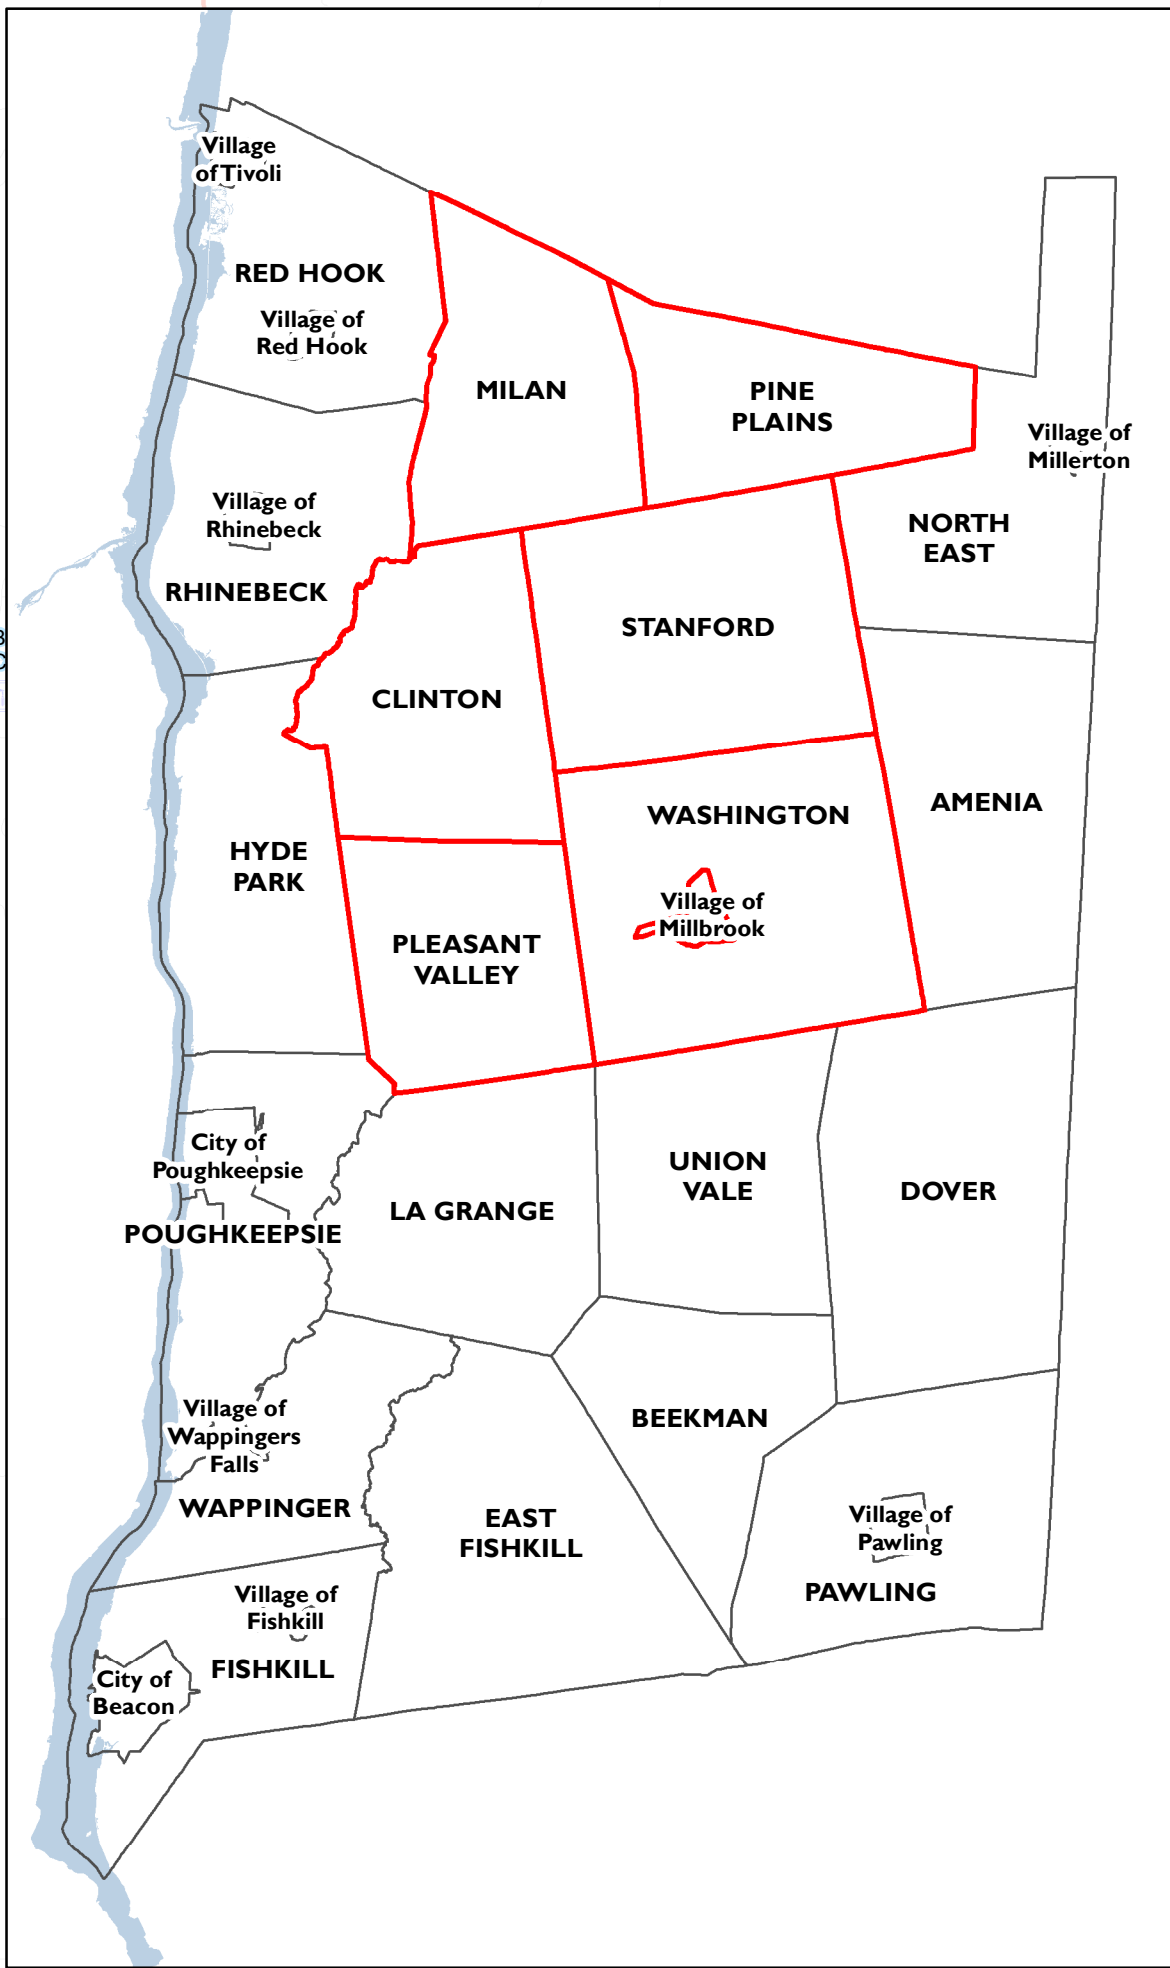 Village
of Tivoli
RED HOOK
Village of
Red Hook
MILAN
PINE
PLAINS
Village of
Millerton
Village of
Rhinebeck
RHINEBECK
NORTH
EAST
STANFORD
CLINTON
AMENIA
WASHINGTON
HYDE
PARK
Village of
Millbrook
PLEASANT
VALLEY
City of
Poughkeepsie
POUGHKEEPSIE
LA GRANGE
UNION
VALE
DOVER
Village of
Wappingers
Falls
WAPPINGER
BEEKMAN
EAST
FISHKILL
Village of
Pawling
PAWLING
Village of
Fishkill
FISHKILL
City of
Beacon